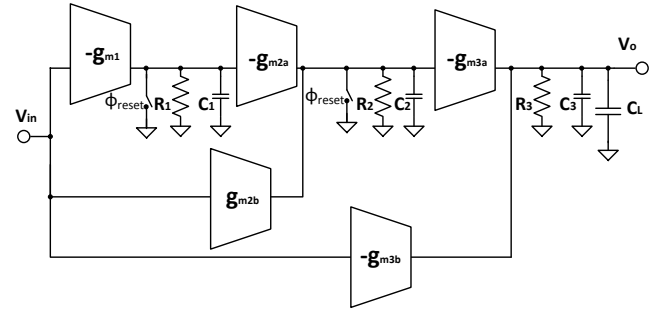 -gm1
-gm2a
-gm3a
Vo
ϕreset
R1
C1
ϕreset
R2
C2
R3
C3
CL
Vin
gm2b
-gm3b